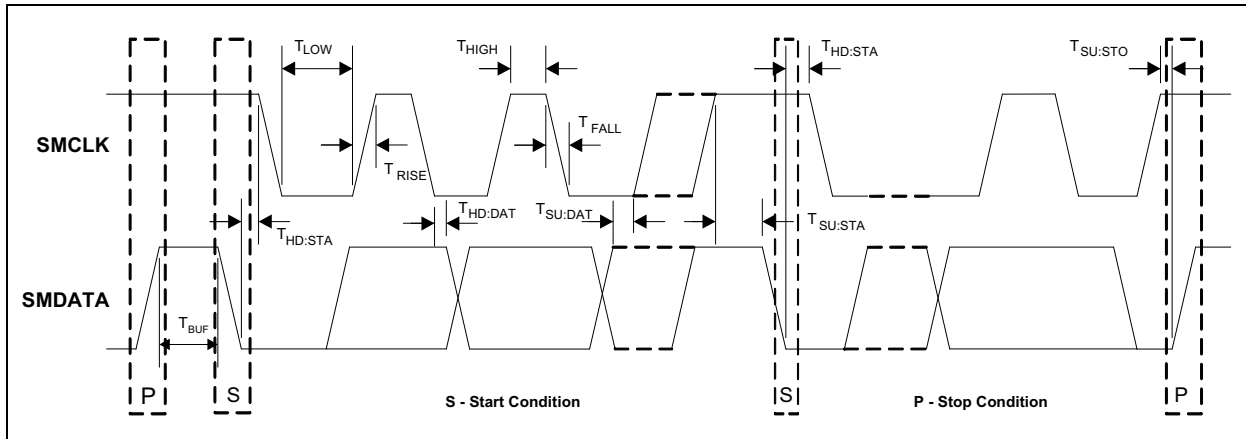 TLOW
THIGH
THD:STA
TSU:STO
SMCLK
TFALL
TRISE
THD:DAT
TSU:DAT
TSU:STA
THD:STA
SMDATA
TBUF
P
S
S - Start Condition
S
P - Stop Condition
P